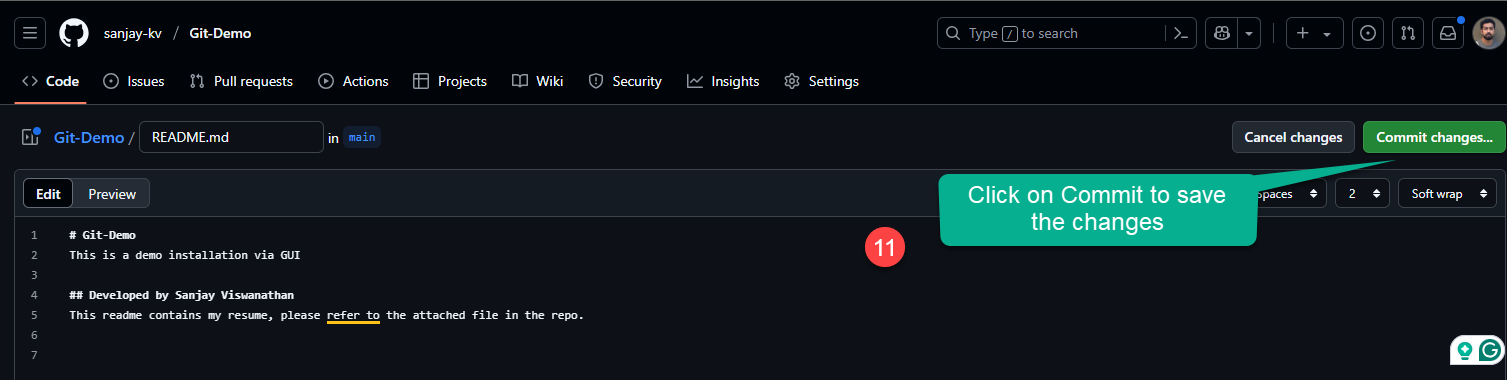 sanjay-kv / Git-Demo
Type / to search
Code Issues Pull requests Actions Projects Wiki Security Insights Settings
Git-Demo / README.md in main
Cancel changes Commit changes...
Edit Preview
Spaces 2 Soft wrap
Click on Commit to save
the changes
11
1 # Git-Demo
2 This is a demo installation via GUI
3
4 ## Developed by Sanjay Viswanathan
5 This readme contains my resume, please refer to the attached file in the repo.
6
7